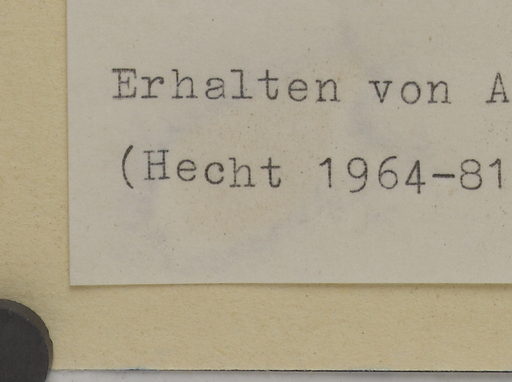 Erhalten von A
(Hecht 1964-81